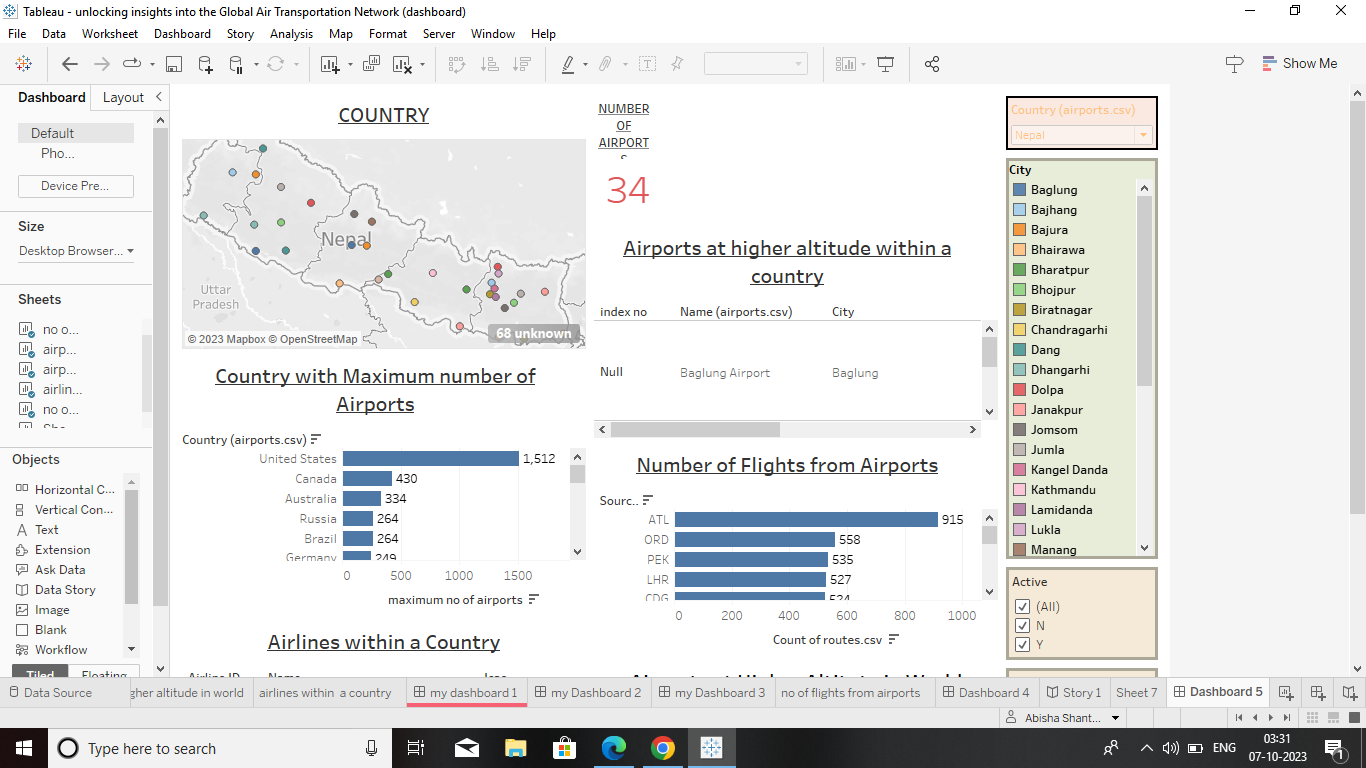 Tableau - unlocking insights into the Global Air Transportation Network (dashboard)
File Data Worksheet Dashboard Story Analysis Map Format Server Window Help
Show Me
Dashboard Layout
Default
Pho...
Device Pre...
Size
Desktop Browser...
Sheets
no o...
airp...
airp...
airlin...
no o...
Objects
Horizontal C...
Vertical Con...
Text
Extension
Ask Data
Data Story
Image
Blank
Workflow
Tiled Floating
COUNTRY
Nepal
Uttar
Pradesh
68 unknown
© 2023 Mapbox © OpenStreetMap
Country with Maximum number of
Airports
Country (airports.csv)
United States 1,512
Canada 430
Australia 334
Russia 264
Brazil 264
Germany 249
0 500 1000 1500
maximum no of airports
Airlines within a Country
Airline ID Name
NUMBER
OF
AIRPORT
S
34
Airports at higher altitude within a
country
index no Name (airports.csv) City
Null Baglung Airport Baglung
Number of Flights from Airports
Sourc..
ATL 915
ORD 558
PEK 535
LHR 527
CDG 524
0 200 400 600 800 1000
Count of routes.csv
Country (airports.csv)
Nepal
City
Baglung
Bajhang
Bajura
Bhairawa
Bharatpur
Bhojpur
Biratnagar
Chandragarhi
Dang
Dhangarhi
Dolpa
Janakpur
Jomsom
Jumla
Kangel Danda
Kathmandu
Lamidanda
Lukla
Manang
Active
(All)
N
Y
Data Source gher altitude in world airlines within a country my dashboard 1 my Dashboard 2 my Dashboard 3 no of flights from airports Dashboard 4 Story 1 Sheet 7 Dashboard 5
Abisha Shant...
Type here to search
ENG
03:31
07-10-2023
1